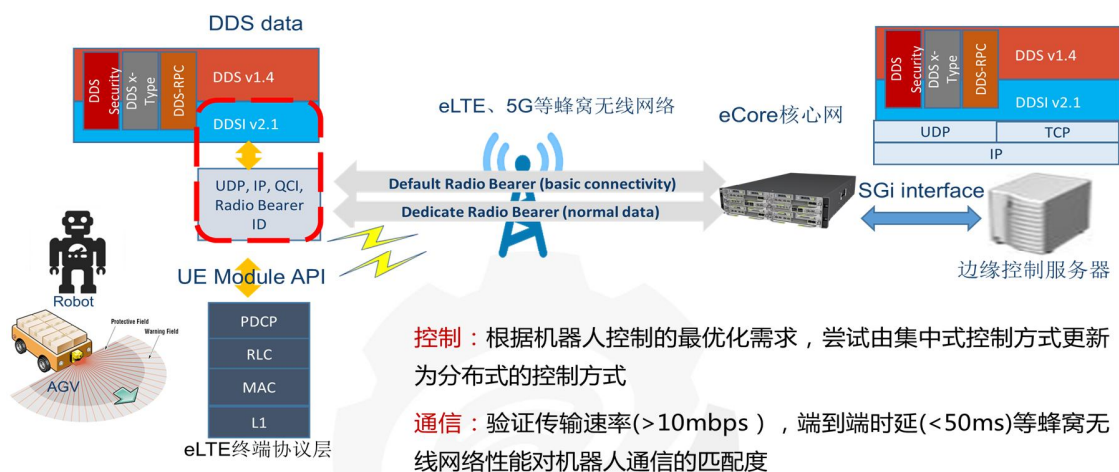 DDS data
DDS Security
DDS x-Type
DDS-RPC
DDS v1.4
DDSI v2.1
UDP, IP, QCI,
Radio Bearer
ID
UE Module API
PDCP
RLC
MAC
L1
eLTE终端协议层
Robot
Protective Field
Warning Field
AGV
eLTE、5G等蜂窝无线网络
Default Radio Bearer (basic connectivity)
Dedicate Radio Bearer (normal data)
eCore核心网
SGi interface
DDS Security
DDS x-Type
DDS-RPC
DDS v1.4
DDSI v2.1
UDP
TCP
IP
边缘控制服务器
控制：根据机器人控制的最优化需求，尝试由集中式控制方式更新
为分布式的控制方式
通信：验证传输速率(>10mbps），端到端时延(<50ms)等蜂窝无
线网络性能对机器人通信的匹配度